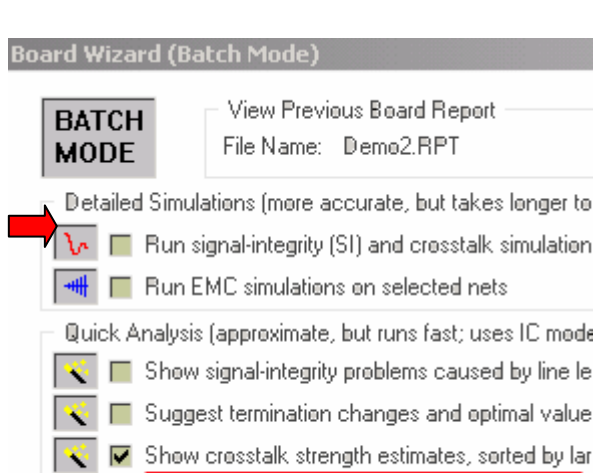 Board Wizard (Batch Mode)
BATCH
MODE
View Previous Board Report
File Name: Demo2.RPT
Detailed Simulations (more accurate, but takes longer to
Run signal-integrity (SI) and crosstalk simulation
Run EMC simulations on selected nets
Quick Analysis (approximate, but runs fast; uses IC mode
Show signal-integrity problems caused by line le
Suggest termination changes and optimal value
Show crosstalk strength estimates, sorted by lar